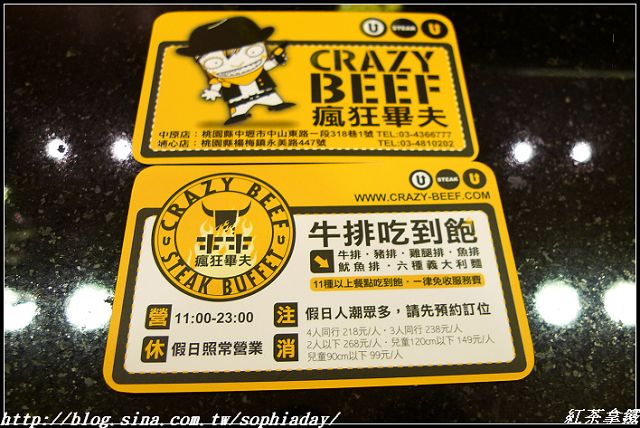 U STEAK U
CRAZY
BEEF
瘋狂畢夫
中原店：桃園縣中壢市中山東路一段318巷1號 TEL:03-4366777
埔心店：桃園縣楊梅鎮永美路447號 TEL:03-4810202
U STEAK U
WWW.CRAZY-BEEF.COM
CRAZY BEEF
瘋狂畢夫
STEAK BUFFET
牛排吃到飽
牛排·豬排·雞腿排·魚排
魷魚排·六種義大利麵
11種以上餐點吃到飽，一律免收服務費
營 11:00-23:00
休 假日照常營業
注 假日人潮眾多，請先預約訂位
消 4人同行 218元/人，3人同行 238元/人
2人以下 268元/人，兒童120cm以下 149元/人
兒童90cm以下 99元/人
http://blog.sina.com.tw/sophiaday/
紅茶拿鐵